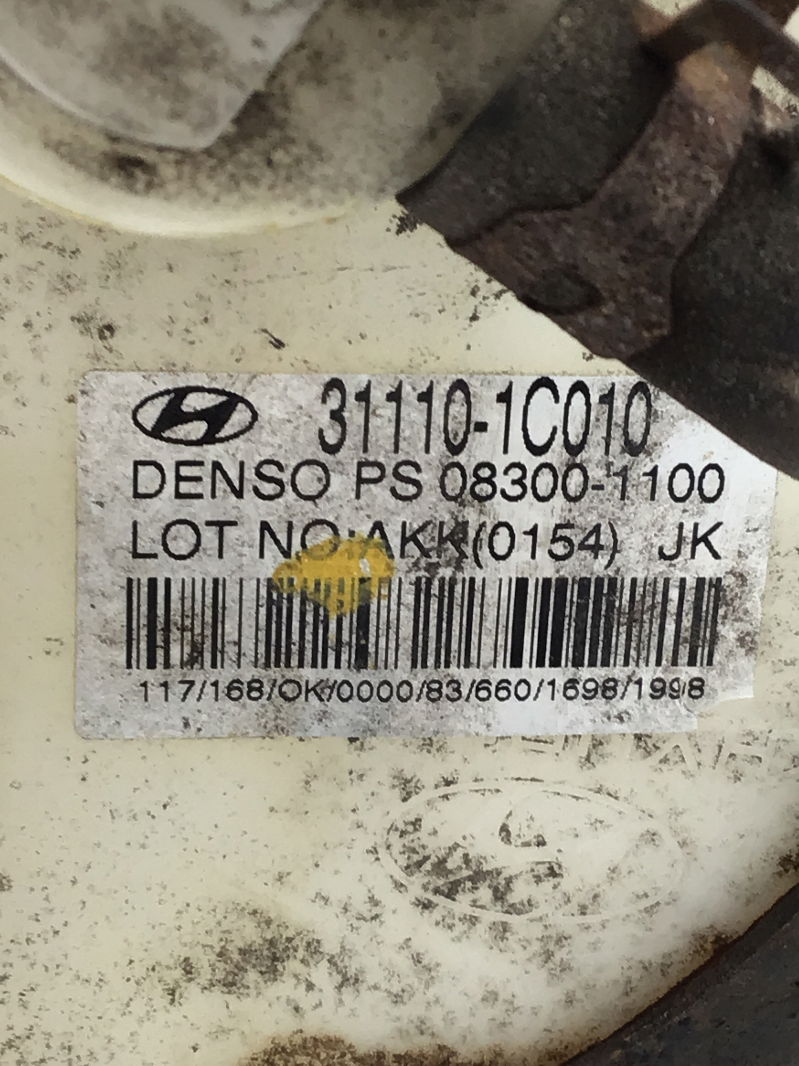 31110-1C010
DENSO PS 08300-1100
LOT NO:AKK(0154) JK
117/168/OK/0000/83/660/1698/1998